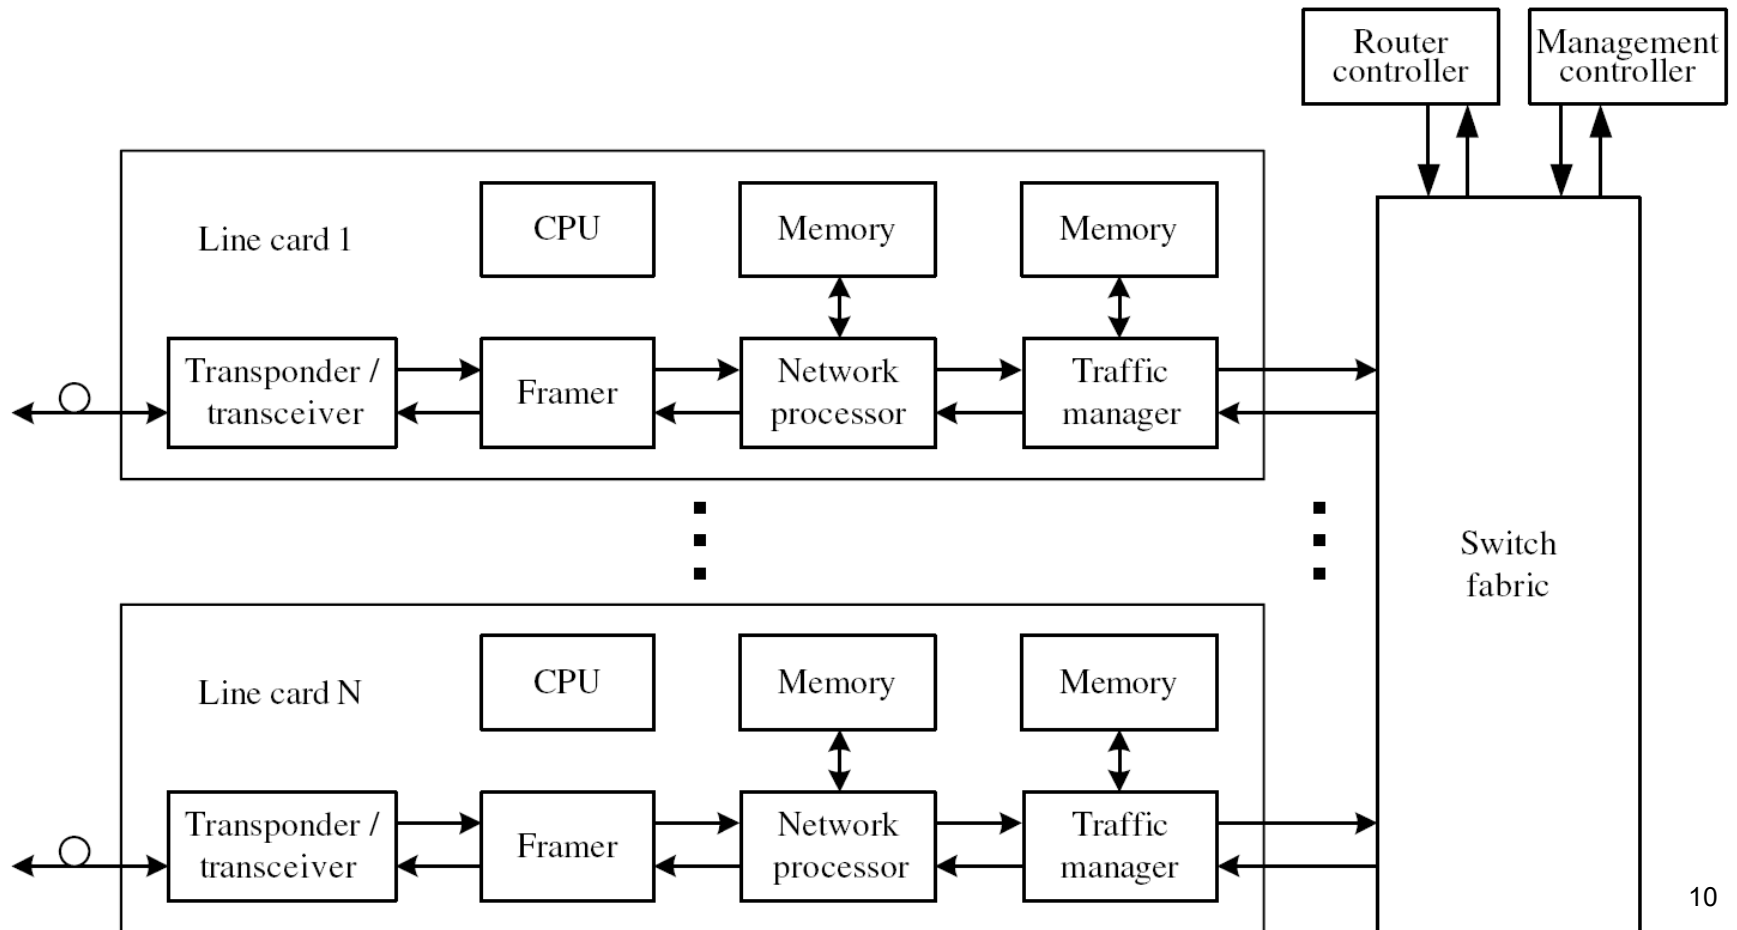 Router
controller
Management
controller
Line card 1
CPU
Memory
Memory
Transponder /
transceiver
Framer
Network
processor
Traffic
manager
Switch
fabric
Line card N
CPU
Memory
Memory
Transponder /
transceiver
Framer
Network
processor
Traffic
manager
10